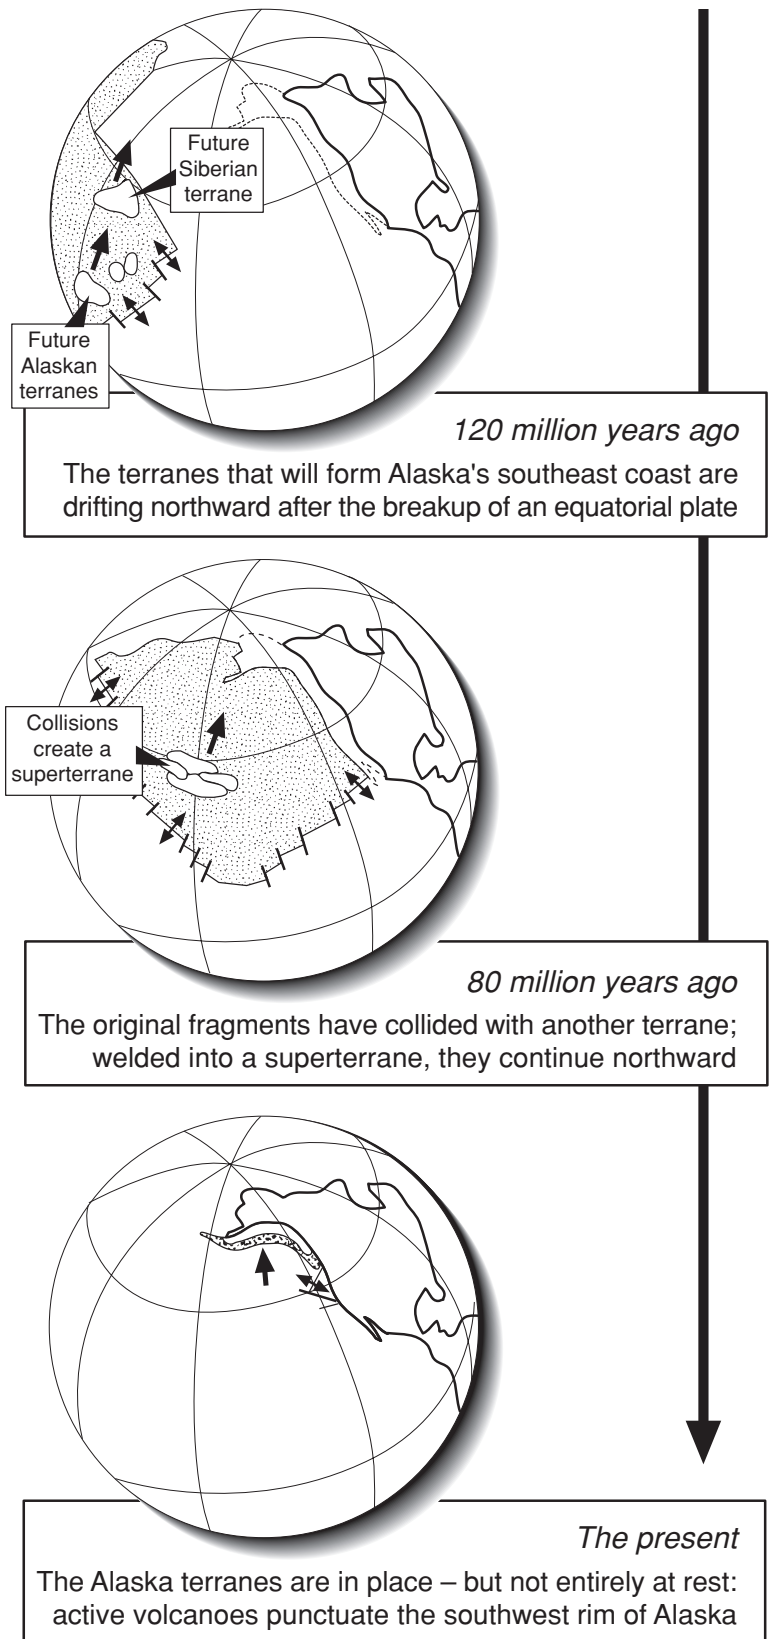 Future
Siberian
terrane
Future
Alaskan
terranes
120 million years ago
The terranes that will form Alaska's southeast coast are
drifting northward after the breakup of an equatorial plate
Collisions
create a
superterrane
80 million years ago
The original fragments have collided with another terrane;
welded into a superterrane, they continue northward
The present
The Alaska terranes are in place – but not entirely at rest:
active volcanoes punctuate the southwest rim of Alaska